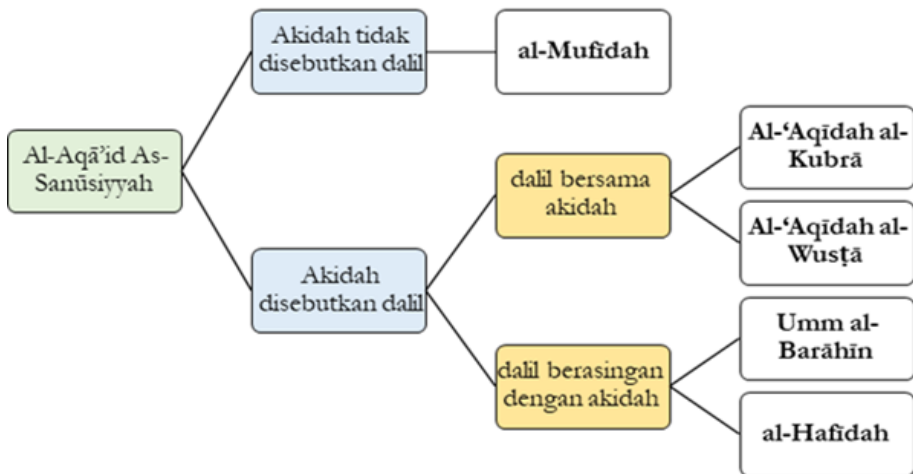 Al-Aqā’id As-
Sanūsiyyah
Akidah tidak
disebutkan dalil
al-Mufīdah
Akidah
disebutkan dalil
dalil bersama
akidah
Al-‘Aqīdah al-
Kubrā
Al-‘Aqīdah al-
Wusṭā
dalil berasingan
dengan akidah
Umm al-
Barāhīn
al-Hafīdah